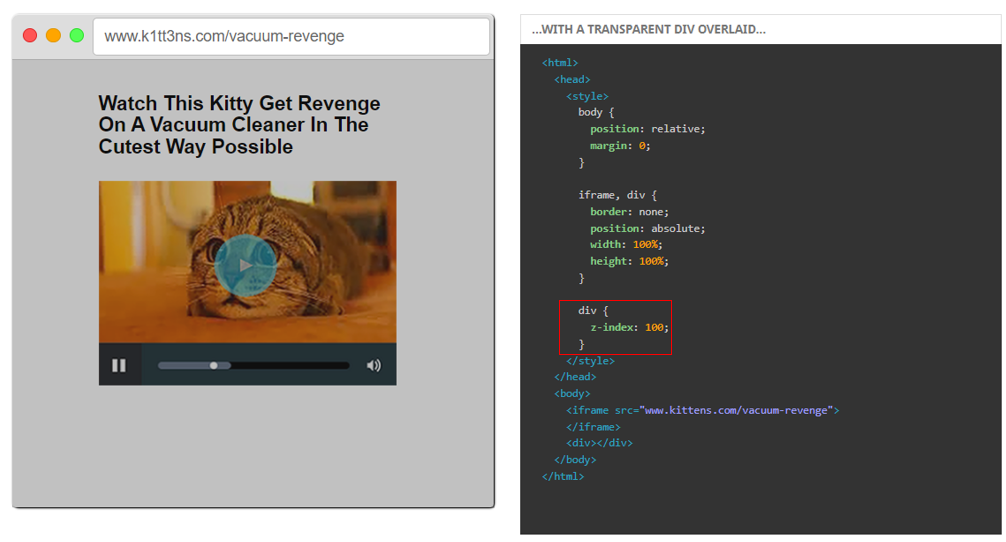 www.k1tt3ns.com/vacuum-revenge
Watch This Kitty Get Revenge
On A Vacuum Cleaner In The
Cutest Way Possible
...WITH A TRANSPARENT DIV OVERLAID...
<html>
<head>
<style>
body {
position: relative;
margin: 0;
}
iframe, div {
border: none;
position: absolute;
width: 100%;
height: 100%;
}
div {
z-index: 100;
}
</style>
</head>
<body>
<iframe src="www.kittens.com/vacuum-revenge">
</iframe>
<div></div>
</body>
</html>